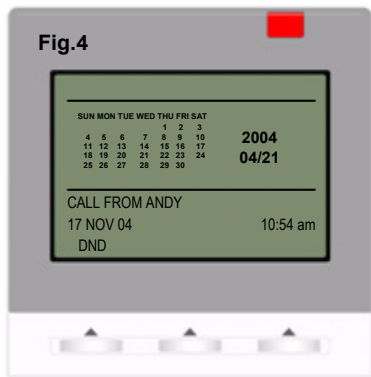 Fig.4
SUN MON TUE WED THU FRI SAT
1 2 3
4 5 6 7 8 9 10
11 12 13 14 15 16 17
18 19 20 21 22 23 24
25 26 27 28 29 30
2004
04/21
CALL FROM ANDY
17 NOV 04 10:54 am
DND